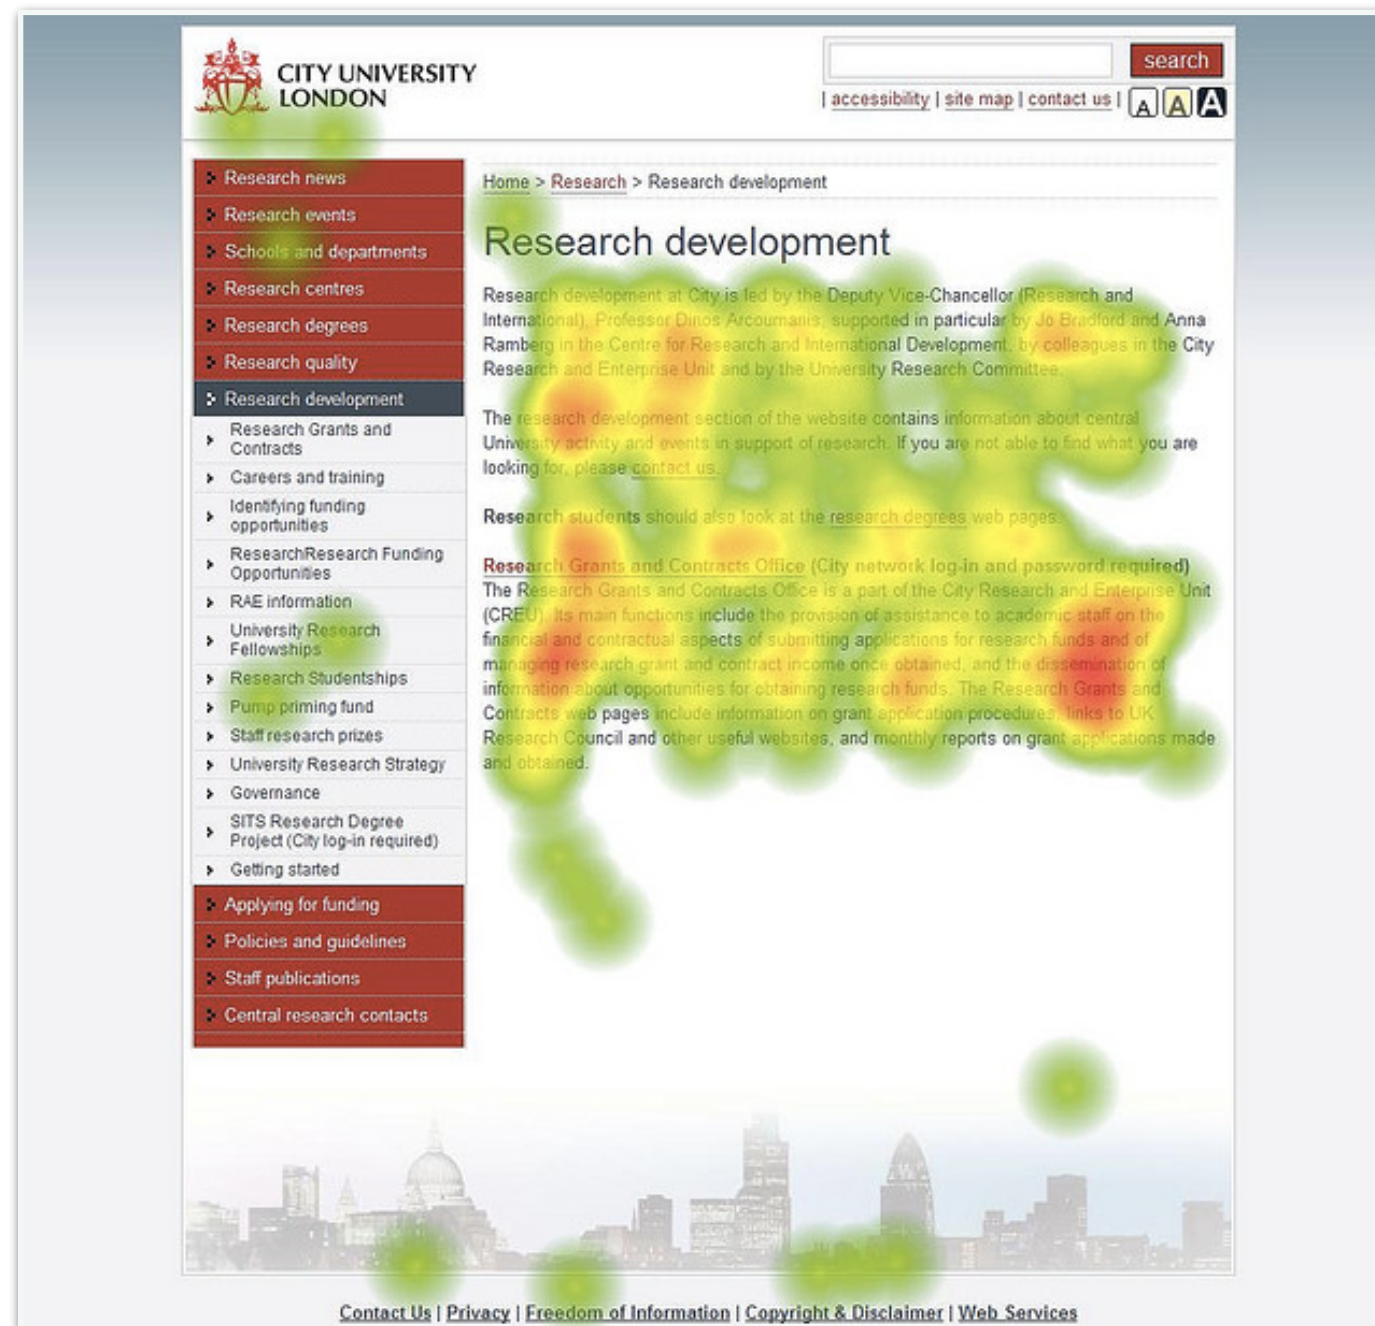 CITY UNIVERSITY
LONDON
search
| accessibility | site map | contact us |
A A A
Research news
Research events
Schools and departments
Research centres
Research degrees
Research quality
Research development
Research Grants and
Contracts
Careers and training
Identifying funding
opportunities
Research/Research Funding
Opportunities
RAE information
University Research
Fellowships
Research Studentships
Pump priming fund
Staff research prizes
University Research Strategy
Governance
SITS Research Degree
Project (City log-in required)
Getting started
Applying for funding
Policies and guidelines
Staff publications
Central research contacts
Home > Research > Research development
Research development
Research development at City is led by the Deputy Vice-Chancellor (Research and
International), Professor Dinos Arcoumanis, supported in particular by Jo Bradford and Anna
Ramberg in the Centre for Research and International Development, by colleagues in the City
Research and Enterprise Unit and by the University Research Committee.
The research development section of the website contains information about central
University activity and events in support of research. If you are not able to find what you are
looking for, please contact us.
Research students should also look at the research degrees web pages.
Research Grants and Contracts Office (City network log-in and password required)
The Research Grants and Contracts Office is a part of the City Research and Enterprise Unit
(CREU). Its main functions include the provision of assistance to academic staff on the
financial and contractual aspects of submitting applications for research funds and of
managing research grant and contract income once obtained, and the dissemination of
information about opportunities for obtaining research funds. The Research Grants and
Contracts web pages include information on grant application procedures, links to UK
Research Council and other useful websites, and monthly reports on grant applications made
and obtained.
Contact Us | Privacy | Freedom of Information | Copyright & Disclaimer | Web Services